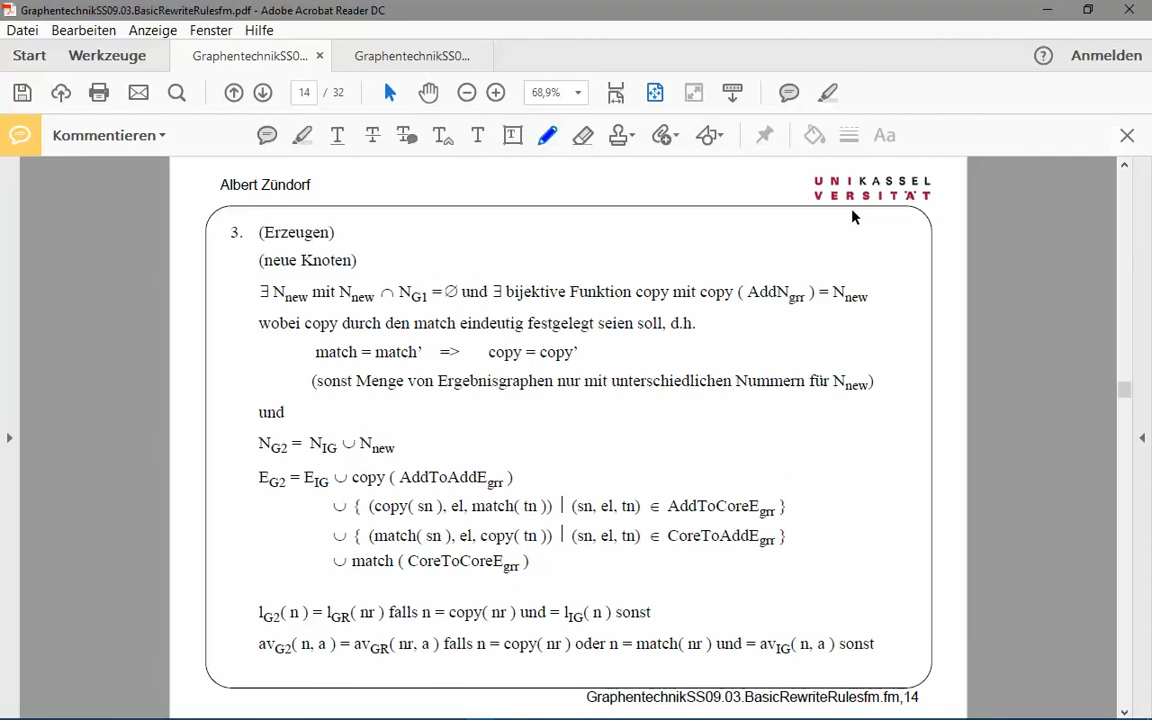 GraphentechnikSS09.03.BasicRewriteRulesfm.pdf - Adobe Acrobat Reader DC
Datei Bearbeiten Anzeige Fenster Hilfe
Start Werkzeuge GraphentechnikSS0... × GraphentechnikSS0... ? Anmelden
14 / 32 68,9%
Kommentieren Aa
Albert Zündorf
UNIKASSEL
VERSITÄT
3. (Erzeugen)
(neue Knoten)
∃ Nnew mit Nnew ∩ NG1 = ∅ und ∃ bijektive Funktion copy mit copy ( AddNgrr ) = Nnew
wobei copy durch den match eindeutig festgelegt seien soll, d.h.
match = match’ => copy = copy’
(sonst Menge von Ergebnisgraphen nur mit unterschiedlichen Nummern für Nnew)
und
NG2 = NIG ∪ Nnew
EG2 = EIG ∪ copy ( AddToAddEgrr )
∪ { (copy( sn ), el, match( tn )) | (sn, el, tn) ∈ AddToCoreEgrr }
∪ { (match( sn ), el, copy( tn )) | (sn, el, tn) ∈ CoreToAddEgrr }
∪ match ( CoreToCoreEgrr )
lG2( n ) = lGR( nr ) falls n = copy( nr ) und = lIG( n ) sonst
avG2( n, a ) = avGR( nr, a ) falls n = copy( nr ) oder n = match( nr ) und = avIG( n, a ) sonst
GraphentechnikSS09.03.BasicRewriteRulesfm.fm,14